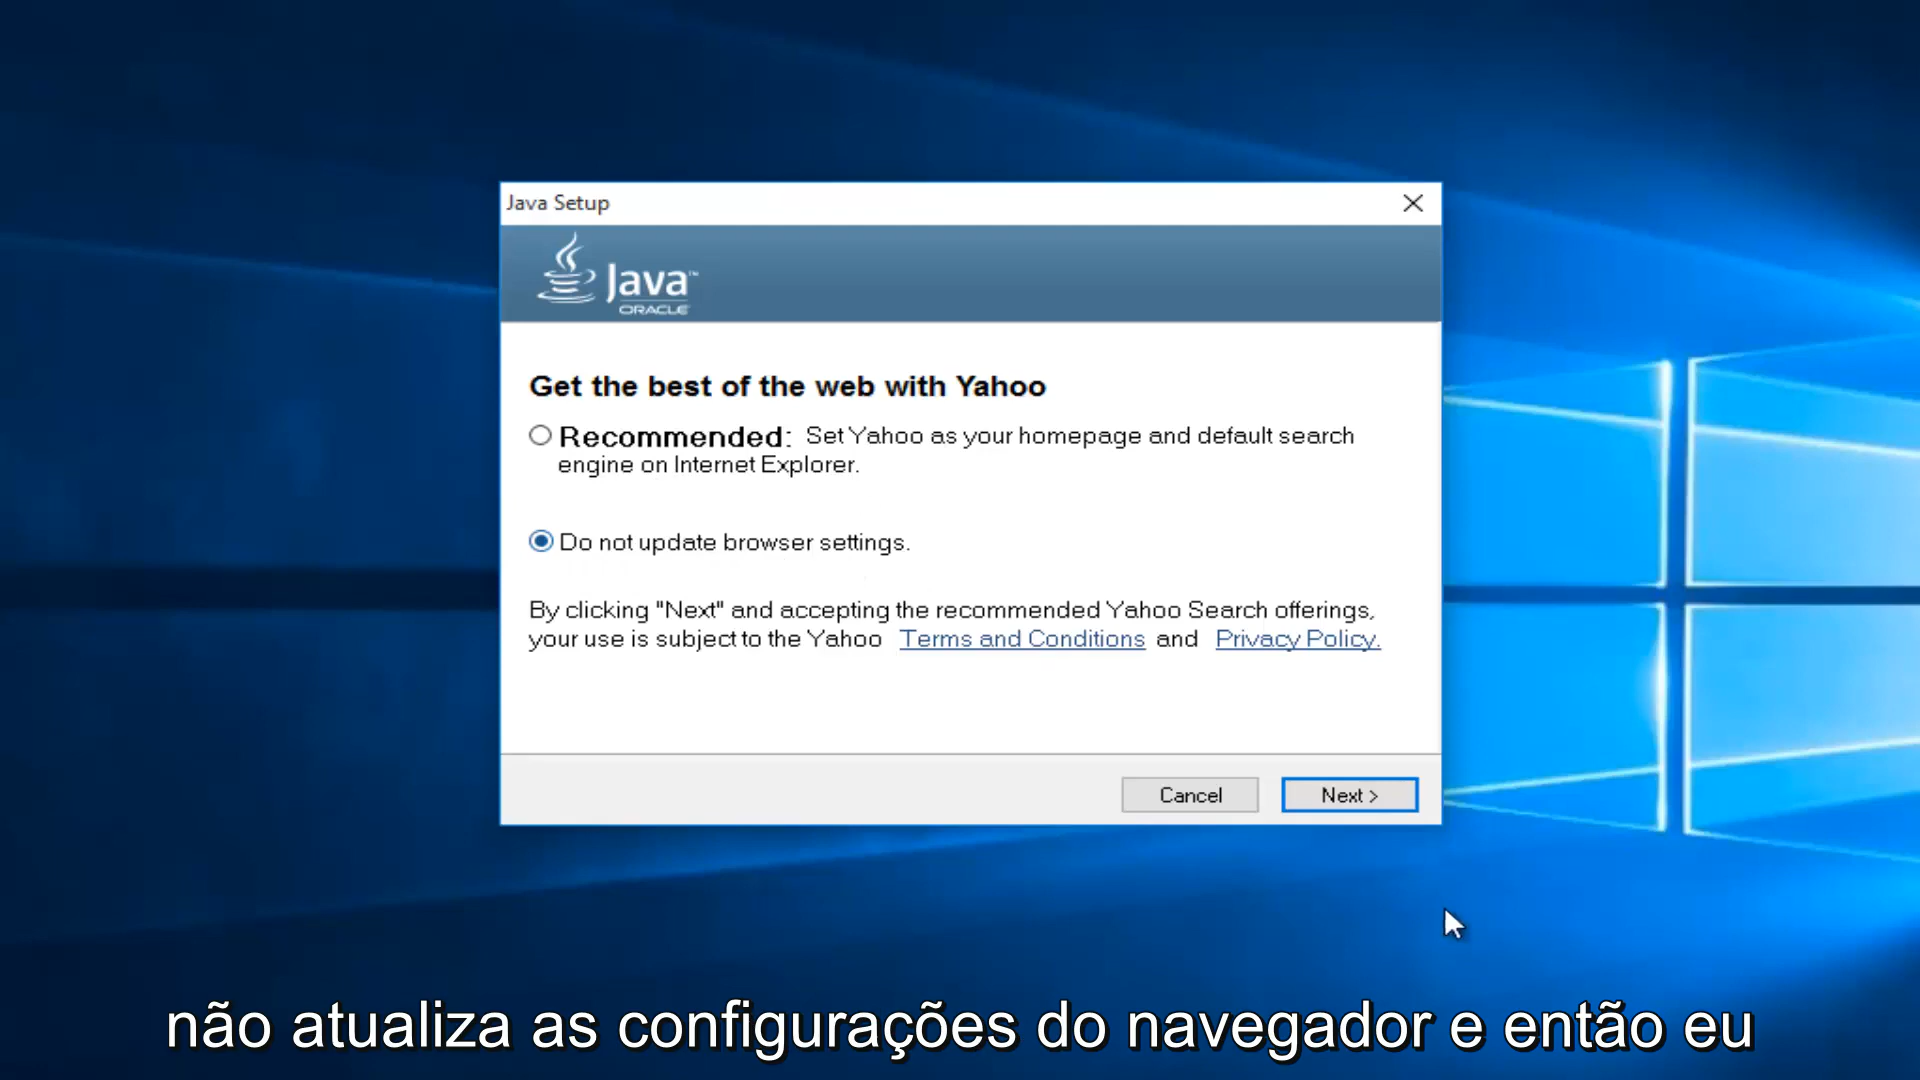 Java Setup
Java™
ORACLE
Get the best of the web with Yahoo
Recommended: Set Yahoo as your homepage and default search
engine on Internet Explorer.
Do not update browser settings.
By clicking "Next" and accepting the recommended Yahoo Search offerings,
your use is subject to the Yahoo Terms and Conditions and Privacy Policy.
Cancel
Next >
não atualiza as configurações do navegador e então eu